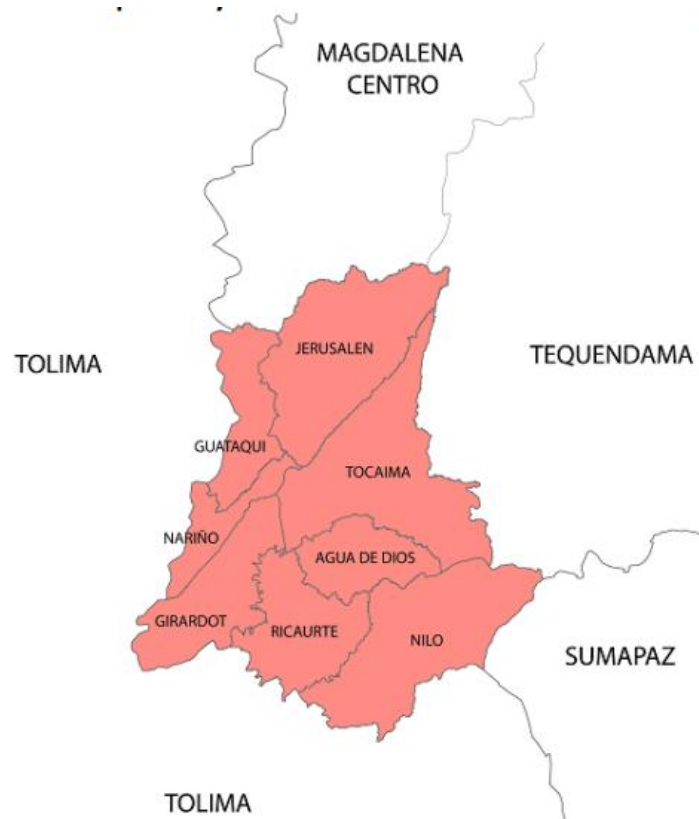 MAGDALENA
CENTRO
JERUSALEN
TOLIMA
TEQUENDAMA
GUATAQUI
TOCAIMA
NARIÑO
AGUA DE DIOS
GIRARDOT
RICAURTE
NILO
SUMAPAZ
TOLIMA